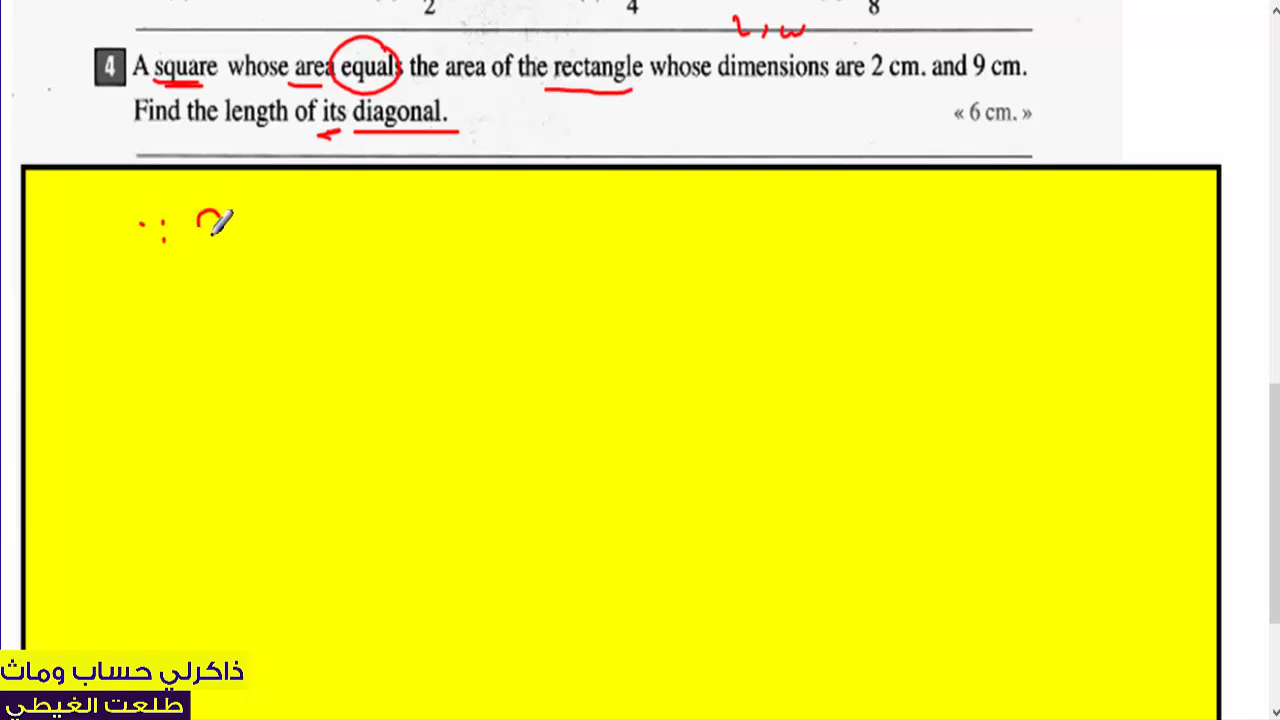 2 4 8
L, w
4 A square whose area equals the area of the rectangle whose dimensions are 2 cm. and 9 cm.
Find the length of its diagonal. « 6 cm. »
∵
ذاكرلي حساب وماث
طلعت الغيطي